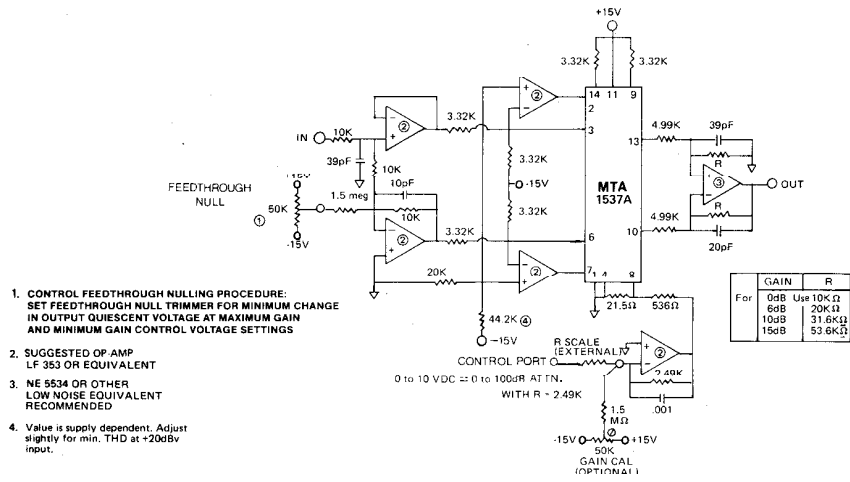 +15V
3.32K
3.32K
14 11 9
2
3
13
6
10
7
1 4 8
MTA
1537A
IN
10K
39pF
10K
10pF
10K
3.32K
3.32K
3.32K
-15V
3.32K
20K
4.99K
39pF
R
OUT
R
4.99K
20pF
FEEDTHROUGH
NULL
①
50K
-15V
1.5 meg
②
②
②
②
③
②
44.2K ④
-15V
21.5Ω
536Ω
R SCALE
(EXTERNAL)
CONTROL PORT
0 to 10 VDC = 0 to 100dB ATTN.
WITH R = 2.49K
2.49K
.001
1.5
MΩ
-15V
+15V
50K
GAIN CAL
(OPTIONAL)
GAIN R
For 0dB Use 10KΩ
6dB 20KΩ
10dB 31.6KΩ
15dB 53.6KΩ
1. CONTROL FEEDTHROUGH NULLING PROCEDURE:
SET FEEDTHROUGH NULL TRIMMER FOR MINIMUM CHANGE
IN OUTPUT QUIESCENT VOLTAGE AT MAXIMUM GAIN
AND MINIMUM GAIN CONTROL VOLTAGE SETTINGS
2. SUGGESTED OP-AMP
LF 353 OR EQUIVALENT
3. NE 5534 OR OTHER
LOW NOISE EQUIVALENT
RECOMMENDED
4. Value is supply dependent. Adjust
slightly for min. THD at +20dBv
input.